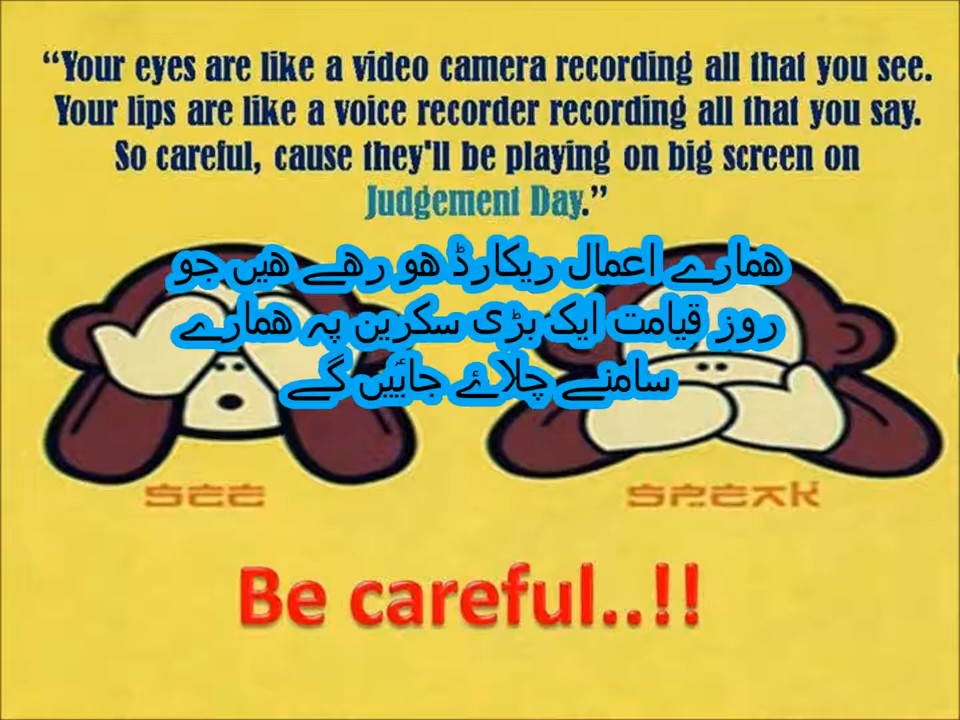 “Your eyes are like a video camera recording all that you see.
Your lips are like a voice recorder recording all that you say.
So careful, cause they'll be playing on big screen on
Judgement Day.”
ھمارے اعمال ریکارڈ ھو رھے ھیں جو
روز قیامت ایک بڑی سکرین پہ ھمارے
سامنے چلاۓ جائیں گے
SEE
SPEAK
Be careful..!!